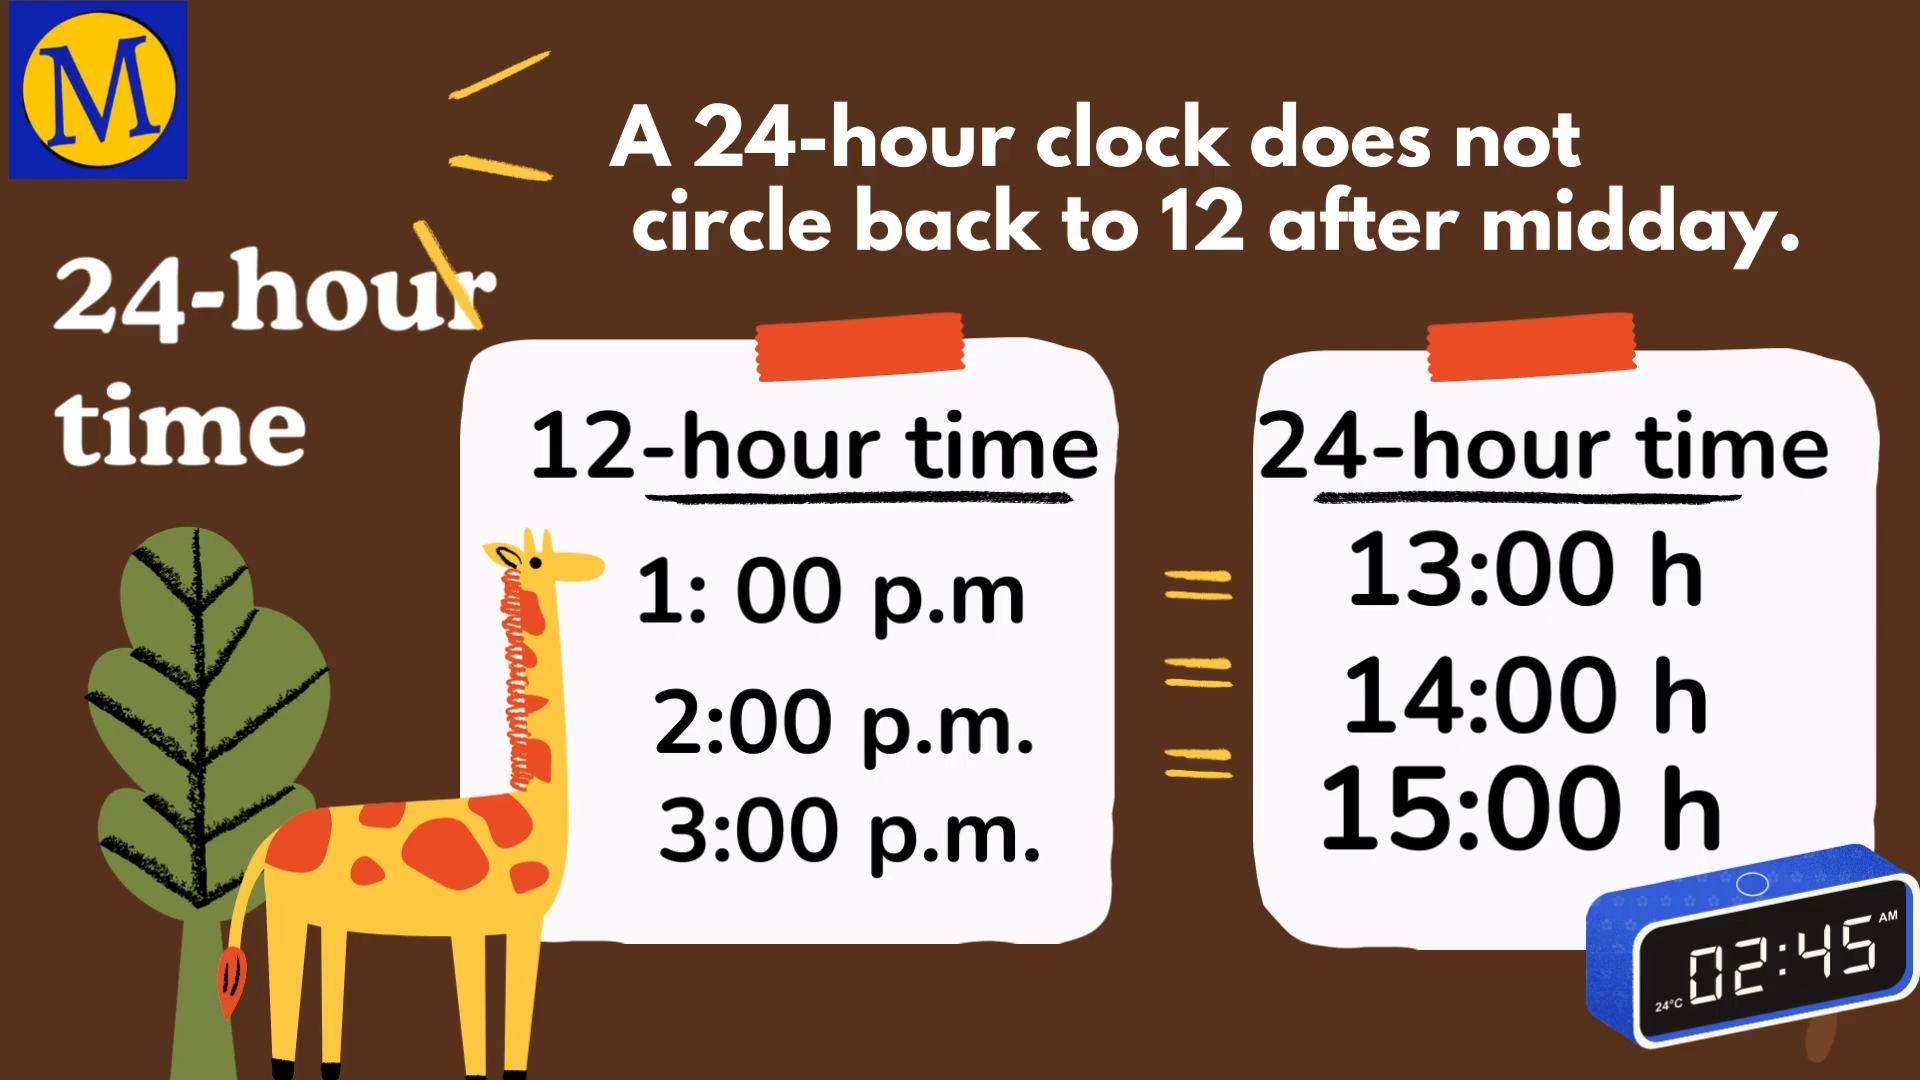 M
24-hour
time
A 24-hour clock does not
circle back to 12 after midday.
12-hour time
1: 00 p.m
2:00 p.m.
3:00 p.m.
=
=
=
24-hour time
13:00 h
14:00 h
15:00 h
02:45 AM
24°C